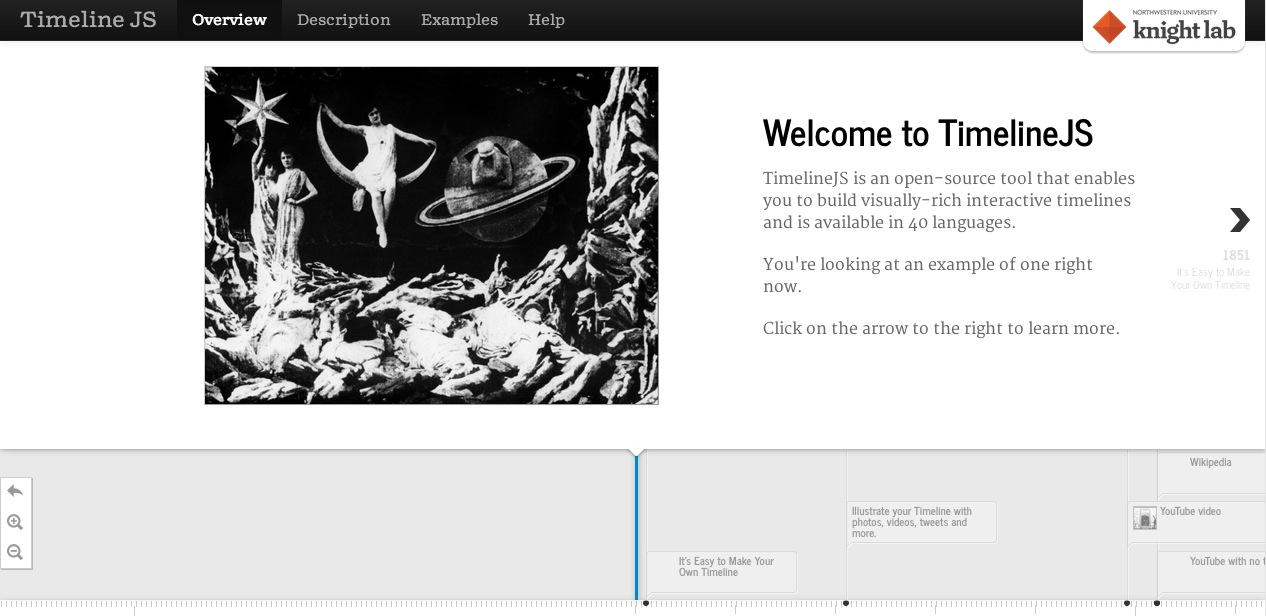 Timeline JS
Overview
Description
Examples
Help
NORTHWESTERN UNIVERSITY
knight lab
Welcome to TimelineJS
TimelineJS is an open-source tool that enables
you to build visually-rich interactive timelines
and is available in 40 languages.
You're looking at an example of one right
now.
Click on the arrow to the right to learn more.
1851
It's Easy to Make
Your Own Timeline
Wikipedia
Illustrate your Timeline with
photos, videos, tweets and
more.
YouTube video
It's Easy to Make Your
Own Timeline
YouTube with no t